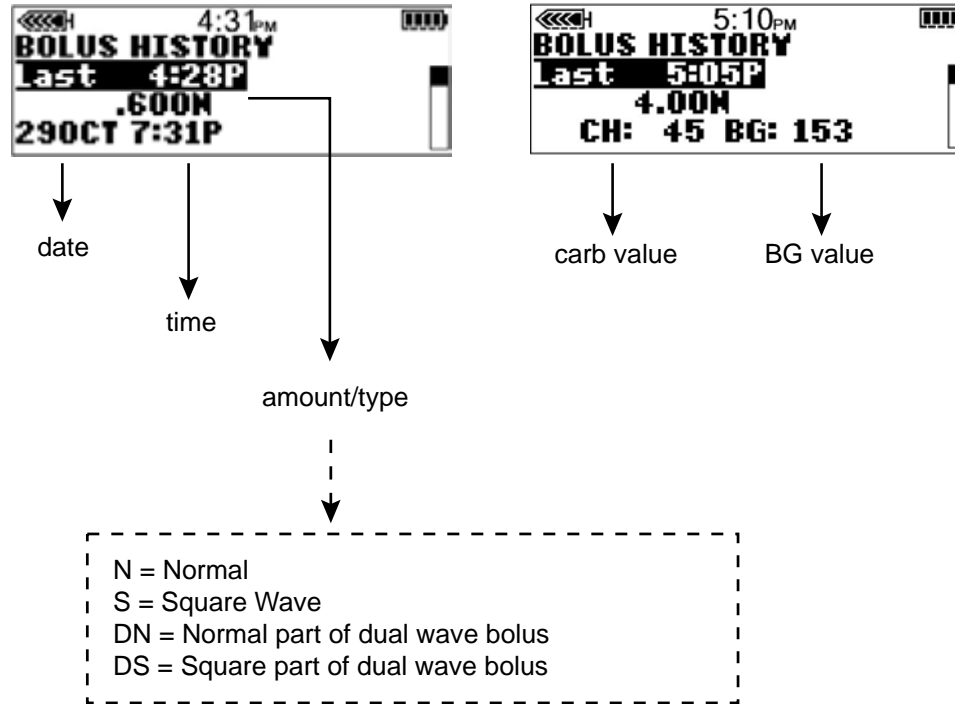 4:31PM
BOLUS HISTORY
Last 4:28P
.600N
29OCT 7:31P
5:10PM
BOLUS HISTORY
Last 5:05P
4.00N
CH: 45 BG: 153
date
time
amount/type
carb value
BG value
N = Normal
S = Square Wave
DN = Normal part of dual wave bolus
DS = Square part of dual wave bolus